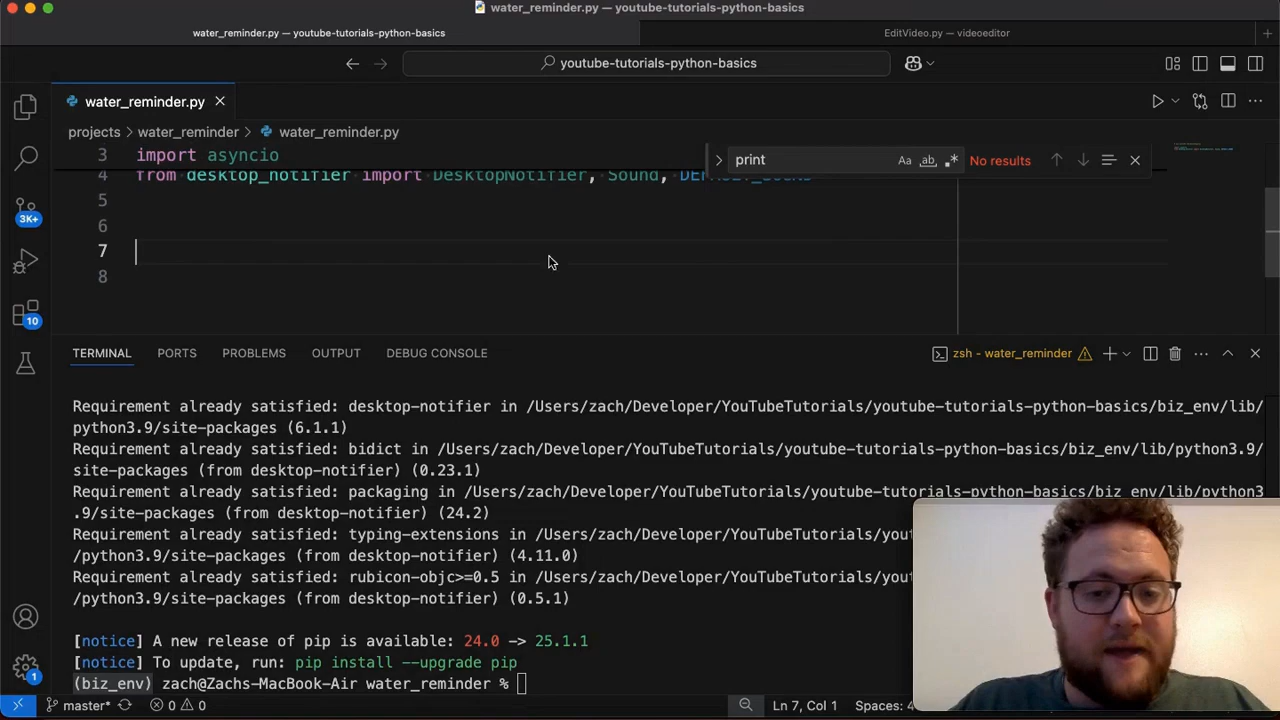 water_reminder.py — youtube-tutorials-python-basics
water_reminder.py — youtube-tutorials-python-basics
EditVideo.py — videoeditor
youtube-tutorials-python-basics
water_reminder.py
projects > water_reminder > water_reminder.py
print
Aa
ab
No results
3 import asyncio
4 from desktop_notifier import DesktopNotifier, Sound,
5
6
7
8
3K+
10
1
TERMINAL
PORTS
PROBLEMS
OUTPUT
DEBUG CONSOLE
zsh - water_reminder
Requirement already satisfied: desktop-notifier in /Users/zach/Developer/YouTubeTutorials/youtube-tutorials-python-basics/biz_env/lib/
python3.9/site-packages (6.1.1)
Requirement already satisfied: bidict in /Users/zach/Developer/YouTubeTutorials/youtube-tutorials-python-basics/biz_env/lib/python3.9/
site-packages (from desktop-notifier) (0.23.1)
Requirement already satisfied: packaging in /Users/zach/Developer/YouTubeTutorials/youtube-tutorials-python-basics/biz_env/lib/python3
.9/site-packages (from desktop-notifier) (24.2)
Requirement already satisfied: typing-extensions in /Users/zach/Developer/YouTubeTutorials/
/python3.9/site-packages (from desktop-notifier) (4.11.0)
Requirement already satisfied: rubicon-objc>=0.5 in /Users/zach/Developer/YouTubeTutorials/
/python3.9/site-packages (from desktop-notifier) (0.5.1)
[notice] A new release of pip is available: 24.0 -> 25.1.1
[notice] To update, run: pip install --upgrade pip
(biz_env) zach@Zachs-MacBook-Air water_reminder %
master*
0
0
Ln 7, Col 1
Spaces: 4